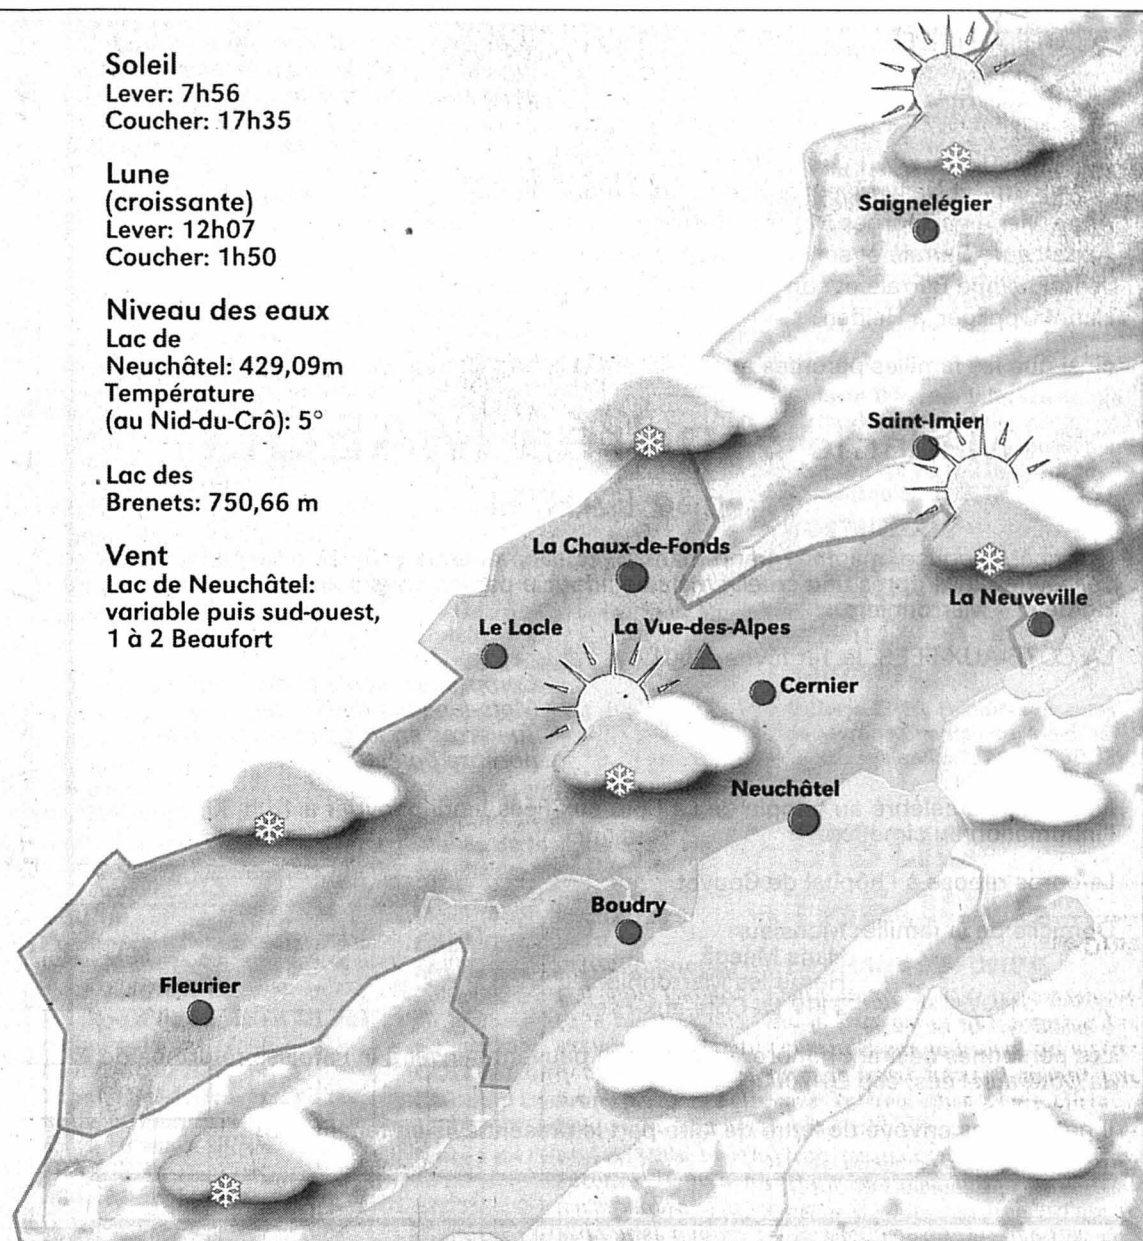 Soleil
Lever: 7h56
Coucher: 17h35
Lune
(croissante)
Lever: 12h07
Coucher: 1h50
Niveau des eaux
Lac de
Neuchâtel: 429,09m
Température
(au Nid-du-Crô): 5°
Lac des
Brenets: 750,66 m
Vent
Lac de Neuchâtel:
variable puis sud-ouest,
1 à 2 Beaufort
Saignelégier
Saint-Imier
La Chaux-de-Fonds
La Neuveville
Le Locle
La Vue-des-Alpes
Cernier
Neuchâtel
Boudry
Fleurier